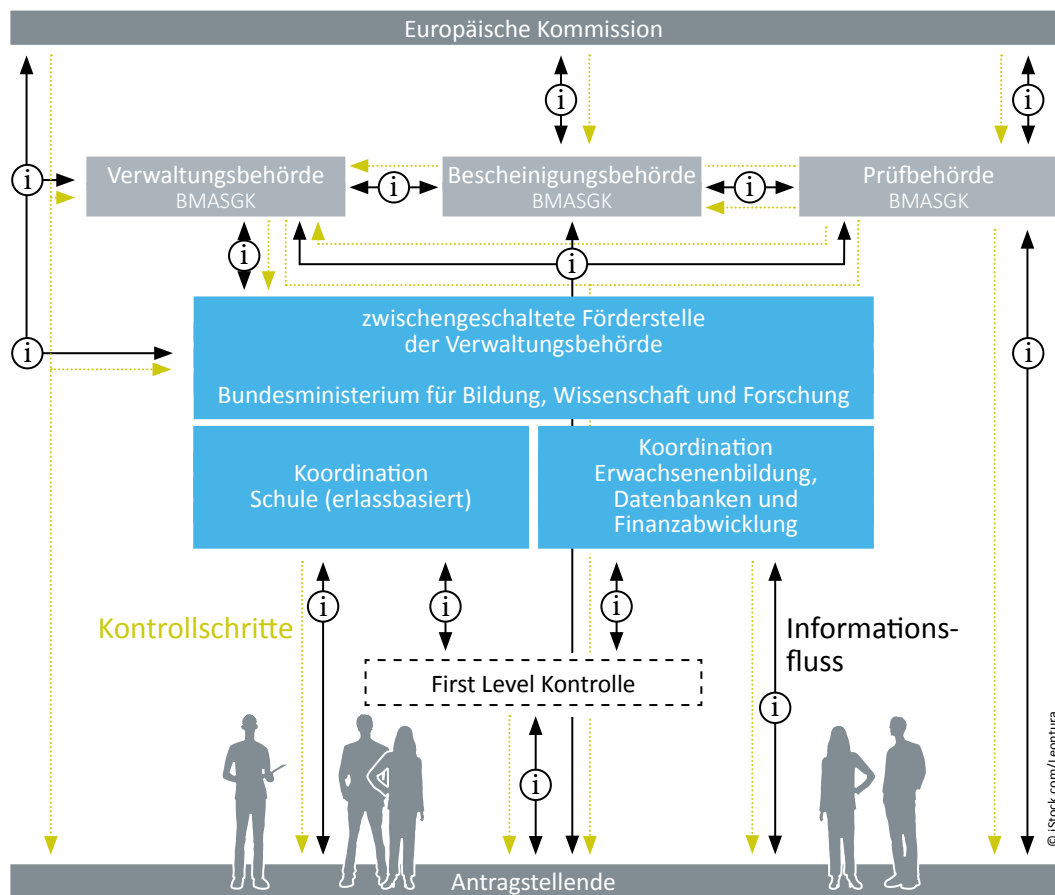 Europäische Kommission
i
i
i
Verwaltungsbehörde
BMASGK
i
Bescheinigungsbehörde
BMASGK
i
Prüfbehörde
BMASGK
i
i
zwischengeschaltete Förderstelle
der Verwaltungsbehörde
Bundesministerium für Bildung, Wissenschaft und Forschung
i
i
Koordination
Schule (erlassbasiert)
Koordination
Erwachsenenbildung,
Datenbanken und
Finanzabwicklung
i
i
i
Kontrollschritte
Informations-
fluss
First Level Kontrolle
i
i
© iStock.com/Leontura
Antragstellende